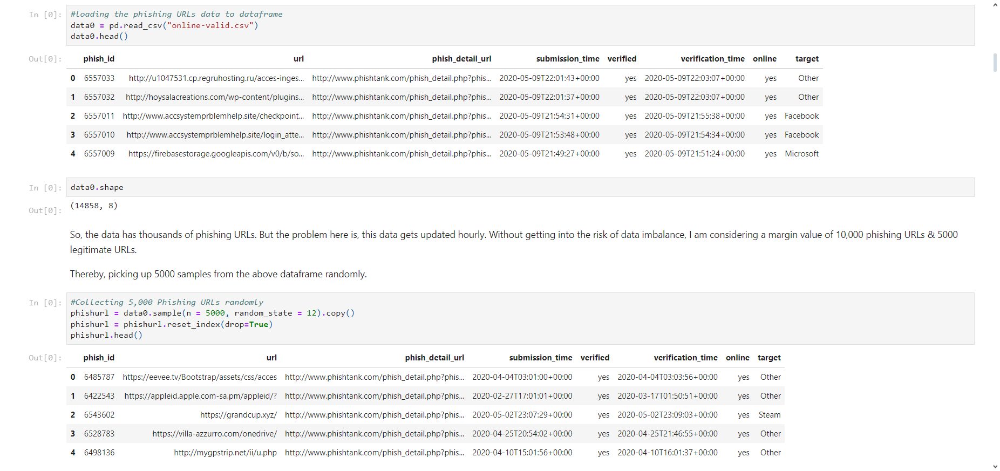 In [0]: #loading the phishing URLs data to dataframe
data0 = pd.read_csv("online-valid.csv")
data0.head()
Out[0]: phish_id url phish_detail_url submission_time verified verification_time online target
0 6557033 http://u1047531.cp.regruhosting.ru/acces-inges... http://www.phishtank.com/phish_detail.php?phis... 2020-05-09T22:01:43+00:00 yes 2020-05-09T22:03:07+00:00 yes Other
1 6557032 http://hoysalacreations.com/wp-content/plugins... http://www.phishtank.com/phish_detail.php?phis... 2020-05-09T22:01:37+00:00 yes 2020-05-09T22:03:07+00:00 yes Other
2 6557011 http://www.accsystemprblemhelp.site/checkpoint... http://www.phishtank.com/phish_detail.php?phis... 2020-05-09T21:54:31+00:00 yes 2020-05-09T21:55:38+00:00 yes Facebook
3 6557010 http://www.accsystemprblemhelp.site/login_atte... http://www.phishtank.com/phish_detail.php?phis... 2020-05-09T21:53:48+00:00 yes 2020-05-09T21:54:34+00:00 yes Facebook
4 6557009 https://firebasestorage.googleapis.com/v0/b/so... http://www.phishtank.com/phish_detail.php?phis... 2020-05-09T21:49:27+00:00 yes 2020-05-09T21:51:24+00:00 yes Microsoft
In [0]: data0.shape
Out[0]: (14858, 8)
So, the data has thousands of phishing URLs. But the problem here is, this data gets updated hourly. Without getting into the risk of data imbalance, I am considering a margin value of 10,000 phishing URLs & 5000
legitimate URLs.
Thereby, picking up 5000 samples from the above dataframe randomly.
In [0]: #Collecting 5,000 Phishing URLs randomly
phishurl = data0.sample(n = 5000, random_state = 12).copy()
phishurl = phishurl.reset_index(drop=True)
phishurl.head()
Out[0]: phish_id url phish_detail_url submission_time verified verification_time online target
0 6485787 https://eevee.tv/Bootstrap/assets/css/acces http://www.phishtank.com/phish_detail.php?phis... 2020-04-04T03:01:00+00:00 yes 2020-04-04T03:03:56+00:00 yes Other
1 6422543 https://appleid.apple.com-sa.pm/appleid/? http://www.phishtank.com/phish_detail.php?phis... 2020-02-27T17:01:01+00:00 yes 2020-03-17T01:50:51+00:00 yes Other
2 6543602 https://grandcup.xyz/ http://www.phishtank.com/phish_detail.php?phis... 2020-05-02T23:07:29+00:00 yes 2020-05-02T23:09:03+00:00 yes Steam
3 6528783 https://villa-azzurro.com/onedrive/ http://www.phishtank.com/phish_detail.php?phis... 2020-04-25T20:54:02+00:00 yes 2020-04-25T21:46:55+00:00 yes Other
4 6498136 http://mygpstrip.net/ii/u.php http://www.phishtank.com/phish_detail.php?phis... 2020-04-10T15:01:56+00:00 yes 2020-04-10T16:01:37+00:00 yes Other